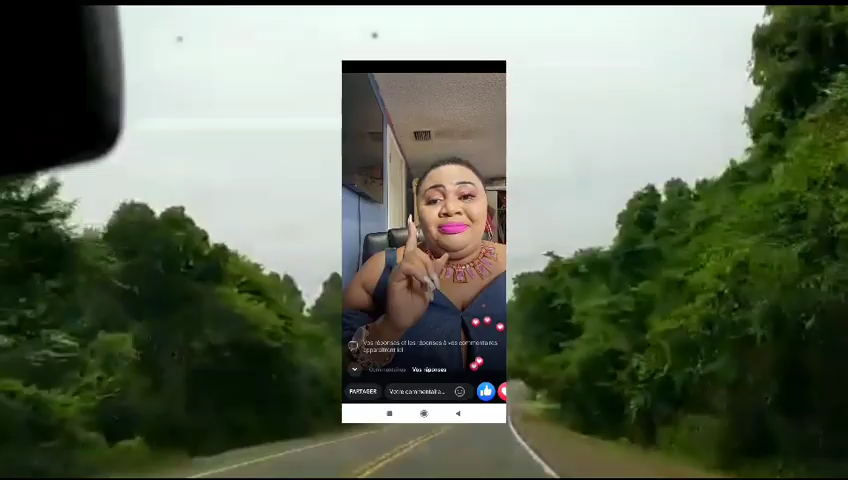 Vos réponses et les réponses à vos commentaires
apparaîtront ici
Commentaires
Vos réponses
PARTAGER
Votre commentaire...